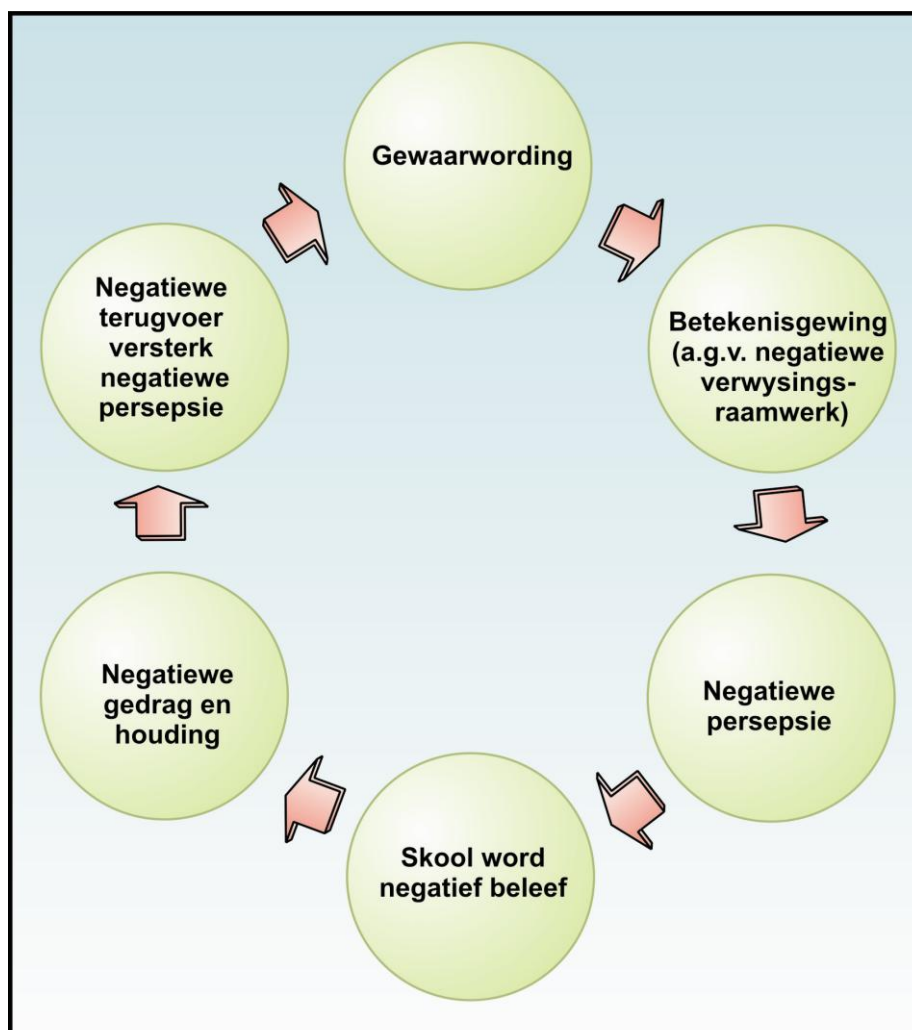 Gewaarwording
Betekenisgewing
(a.g.v. negatiewe
verwysings-
raamwerk)
Negatiewe
persepsie
Skool word
negatief beleef
Negatiewe
gedrag en
houding
Negatiewe
terugvoer
versterk
negatiewe
persepsie